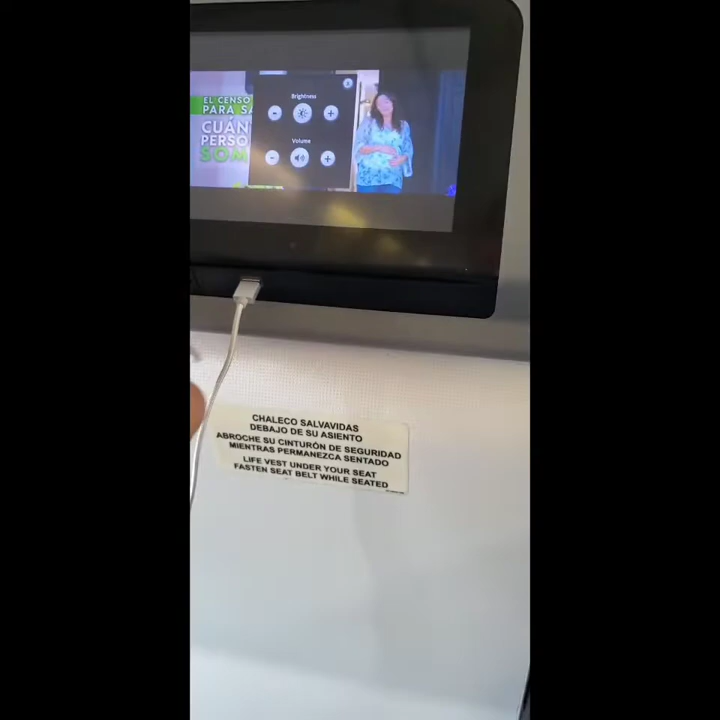 EL CENSO
PARA
CUÁN
PERSO
SOM
Brightness
Volume
CHALECO SALVAVIDAS
DEBAJO DE SU ASIENTO
ABROCHE SU CINTURÓN DE SEGURIDAD
MIENTRAS PERMANEZCA SENTADO
LIFE VEST UNDER YOUR SEAT
FASTEN SEAT BELT WHILE SEATED